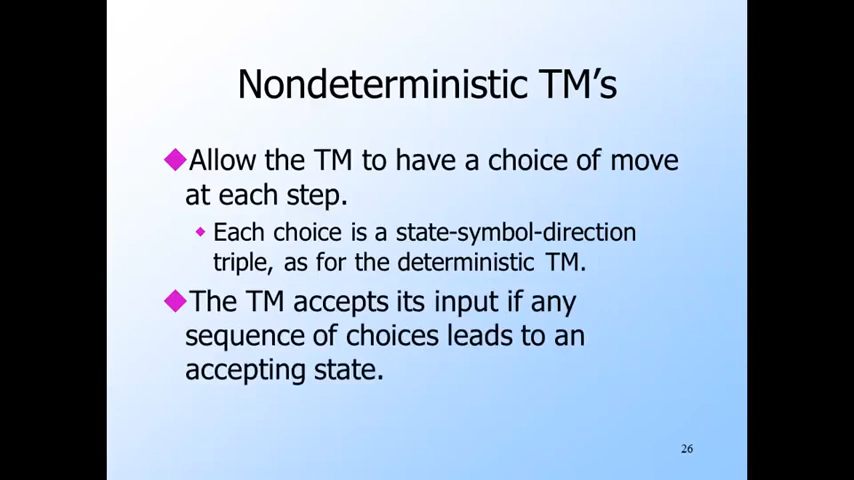 Nondeterministic TM’s
Allow the TM to have a choice of move
at each step.
Each choice is a state-symbol-direction
triple, as for the deterministic TM.
The TM accepts its input if any
sequence of choices leads to an
accepting state.
26